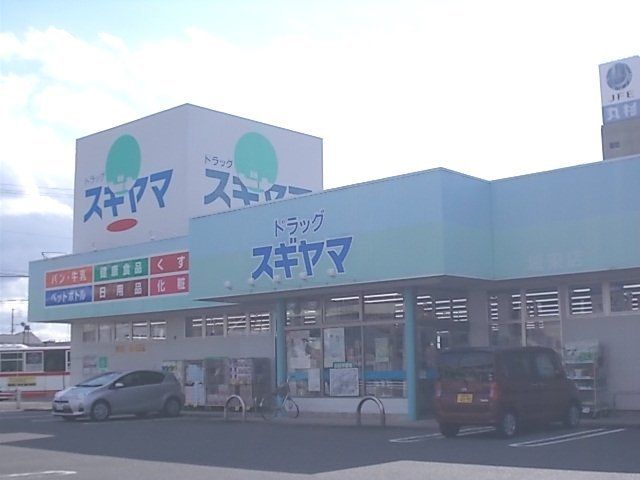 ドラッグ
スギヤマ
ドラッグ
スギヤマ
ドラッグ
スギヤマ
パン・牛乳
健康食品
くすり
ペットボトル
日用品
化粧
JFE
丸杉